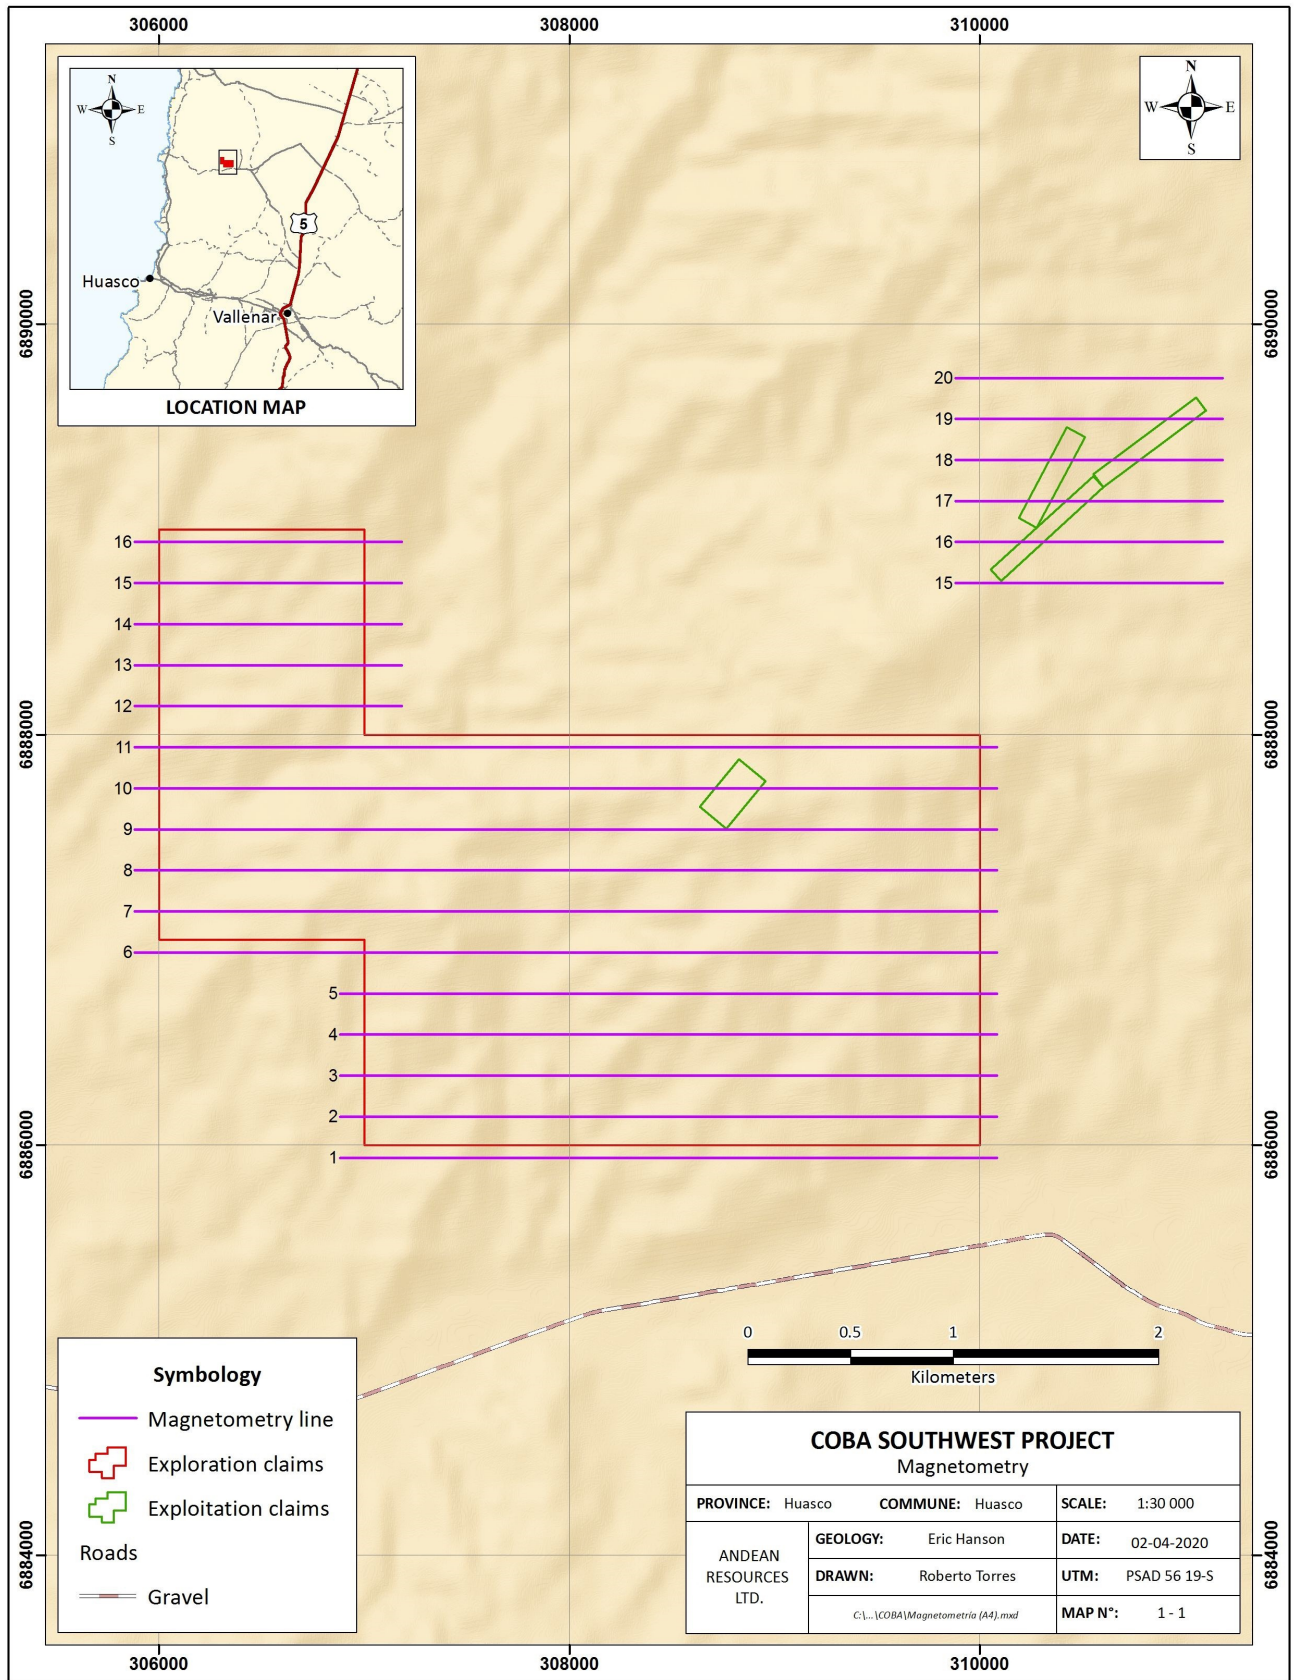 306000 308000 310000
N
W E
S
5
Huasco
Vallenar
LOCATION MAP
N
W E
S
6890000 6890000
20
19
18
17
16
15
16
15
14
13
12
6888000 6888000
11
10
9
8
7
6
5
4
3
2
6886000 6886000
1
0 0.5 1 2
Kilometers
Symbology
Magnetometry line
Exploration claims
Exploitation claims
Roads
Gravel
COBA SOUTHWEST PROJECT
Magnetometry
PROVINCE: Huasco COMMUNE: Huasco SCALE: 1:30 000
ANDEAN
RESOURCES
LTD.
GEOLOGY: Eric Hanson DATE: 02-04-2020
DRAWN: Roberto Torres UTM: PSAD 56 19-S
C:\...\COBA\Magnetometría (A4).mxd MAP N°: 1 - 1
6884000 6884000
306000 308000 310000